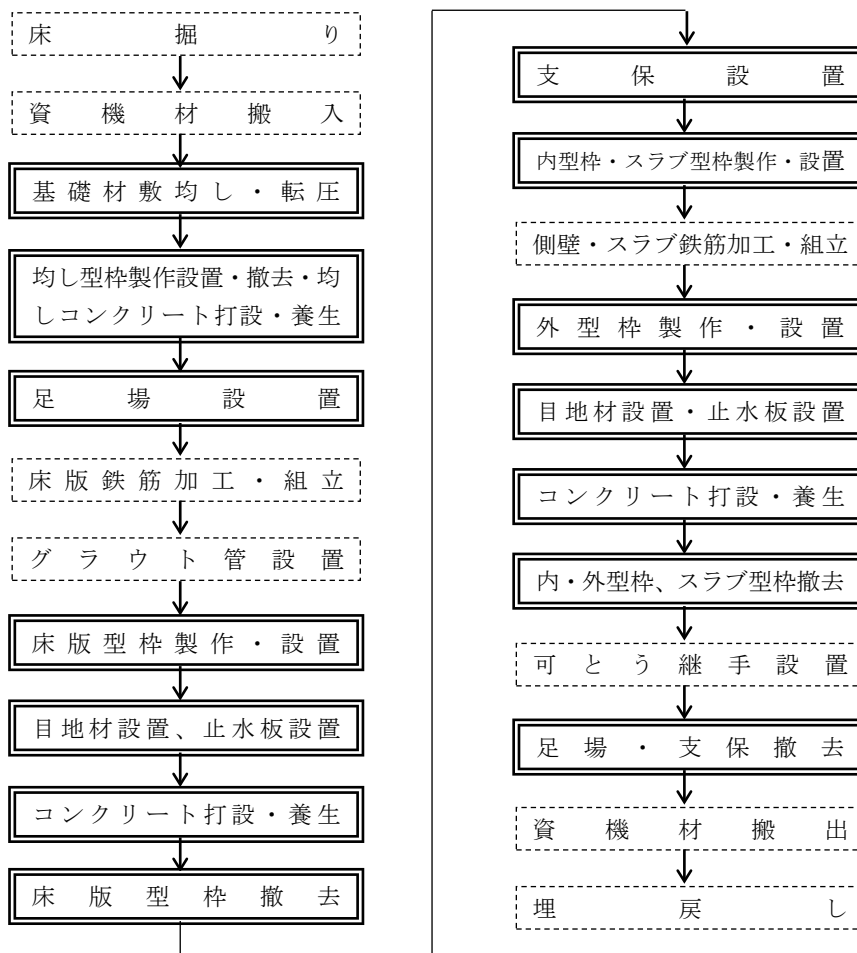 床掘り
資機材搬入
基礎材敷均し・転圧
均し型枠製作設置・撤去・均
しコンクリート打設・養生
足場設置
床版鉄筋加工・組立
グラウト管設置
床版型枠製作・設置
目地材設置、止水板設置
コンクリート打設・養生
床版型枠撤去
支保設置
内型枠・スラブ型枠製作・設置
側壁・スラブ鉄筋加工・組立
外型枠製作・設置
目地材設置・止水板設置
コンクリート打設・養生
内・外型枠、スラブ型枠撤去
可とう継手設置
足場・支保撤去
資機材搬出
埋戻し